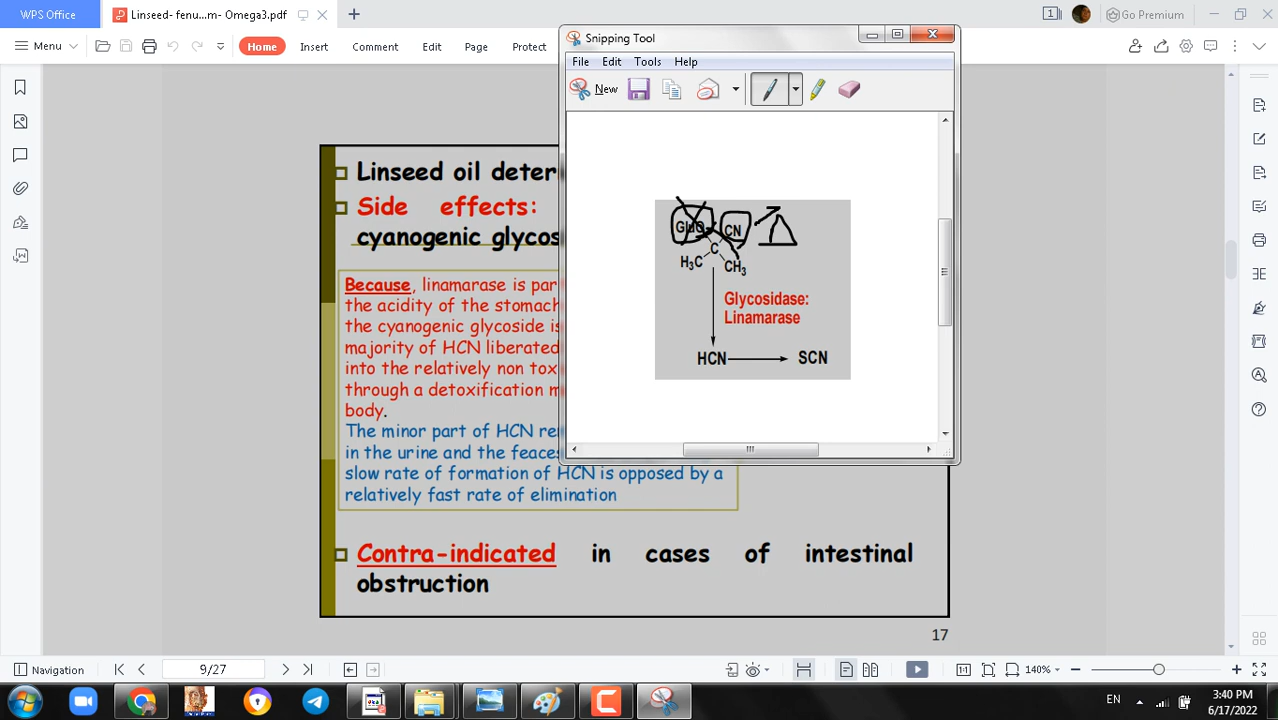 WPS Office
Linseed- fenu...m- Omega3.pdf
1
Go Premium
Menu
Home
Insert
Comment
Edit
Page
Protect
Snipping Tool
File
Edit
Tools
Help
New
Linseed oil deter
Side effects:
cyanogenic glycos
Because, linamarase is par
the acidity of the stomach
the cyanogenic glycoside is
majority of HCN liberated
into the relatively non tox
through a detoxification m
body.
The minor part of HCN re
in the urine and the feaces
slow rate of formation of HCN is opposed by a
relatively fast rate of elimination
Contra-indicated in cases of intestinal
obstruction
17
CN
C
H3C
CH3
Glycosidase:
Linamarase
HCN
SCN
Navigation
9/27
1:1
140%
EN
3:40 PM
6/17/2022